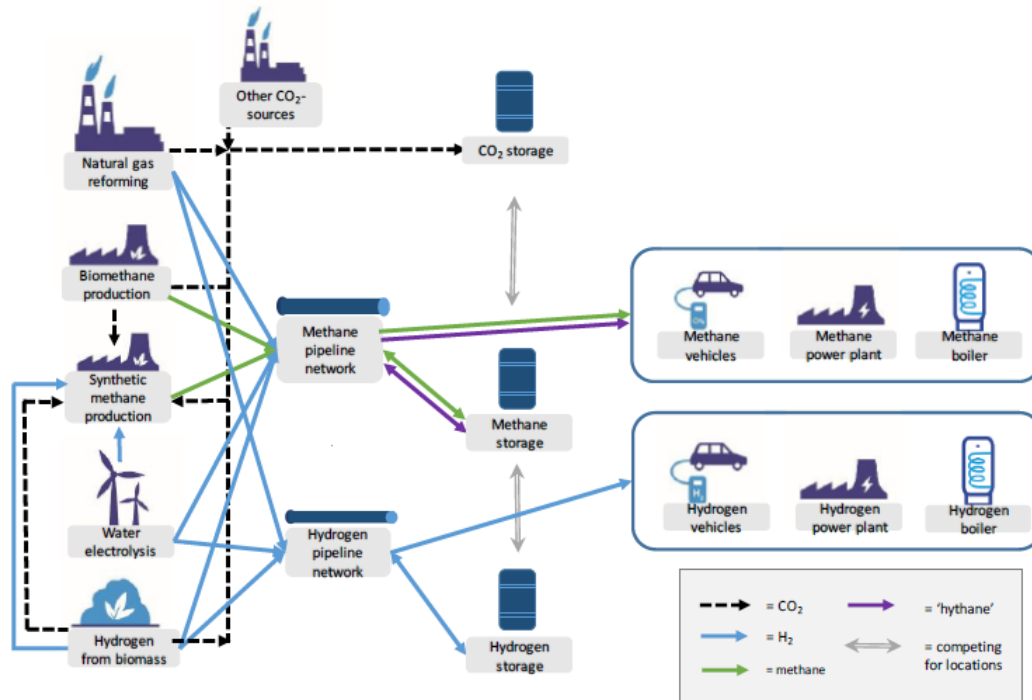 Other CO₂-
sources
Natural gas
reforming
CO₂ storage
Biomethane
production
Methane
pipeline
network
CH₄
Methane
vehicles
Methane
power plant
Methane
boiler
Synthetic
methane
production
Methane
storage
Water
electrolysis
Hydrogen
pipeline
network
H₂
Hydrogen
vehicles
Hydrogen
power plant
Hydrogen
boiler
Hydrogen
from biomass
Hydrogen
storage
= CO₂
= 'hythane'
= H₂
= competing
for locations
= methane